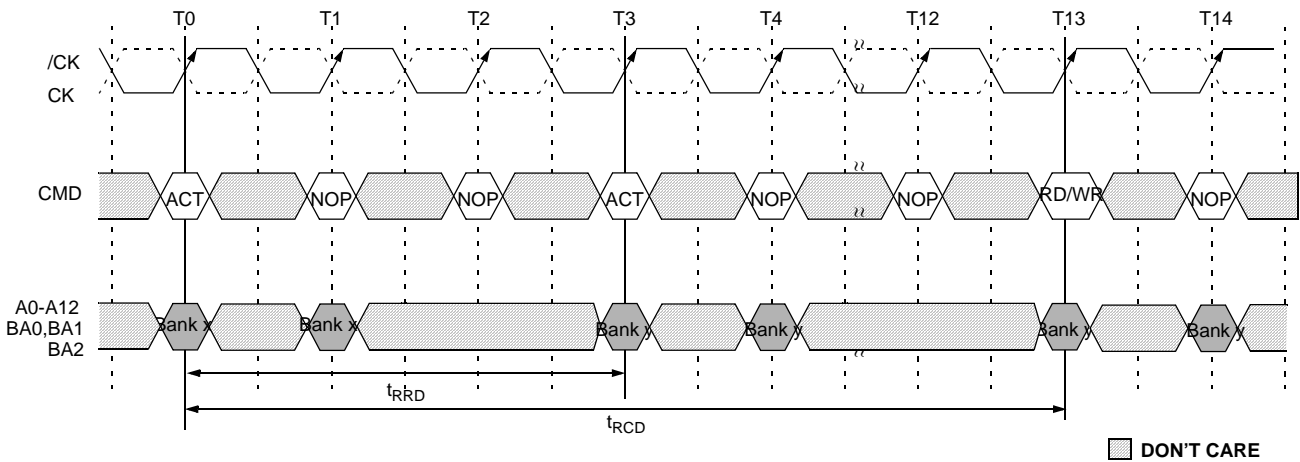 T0 T1 T2 T3 T4 T12 T13 T14
/CK
CK
CMD ACT NOP NOP ACT NOP NOP RD/WR NOP
A0-A12
BA0,BA1
BA2
Bank x Bank x Bank y Bank y Bank y Bank y
tRRD
tRCD
DON'T CARE